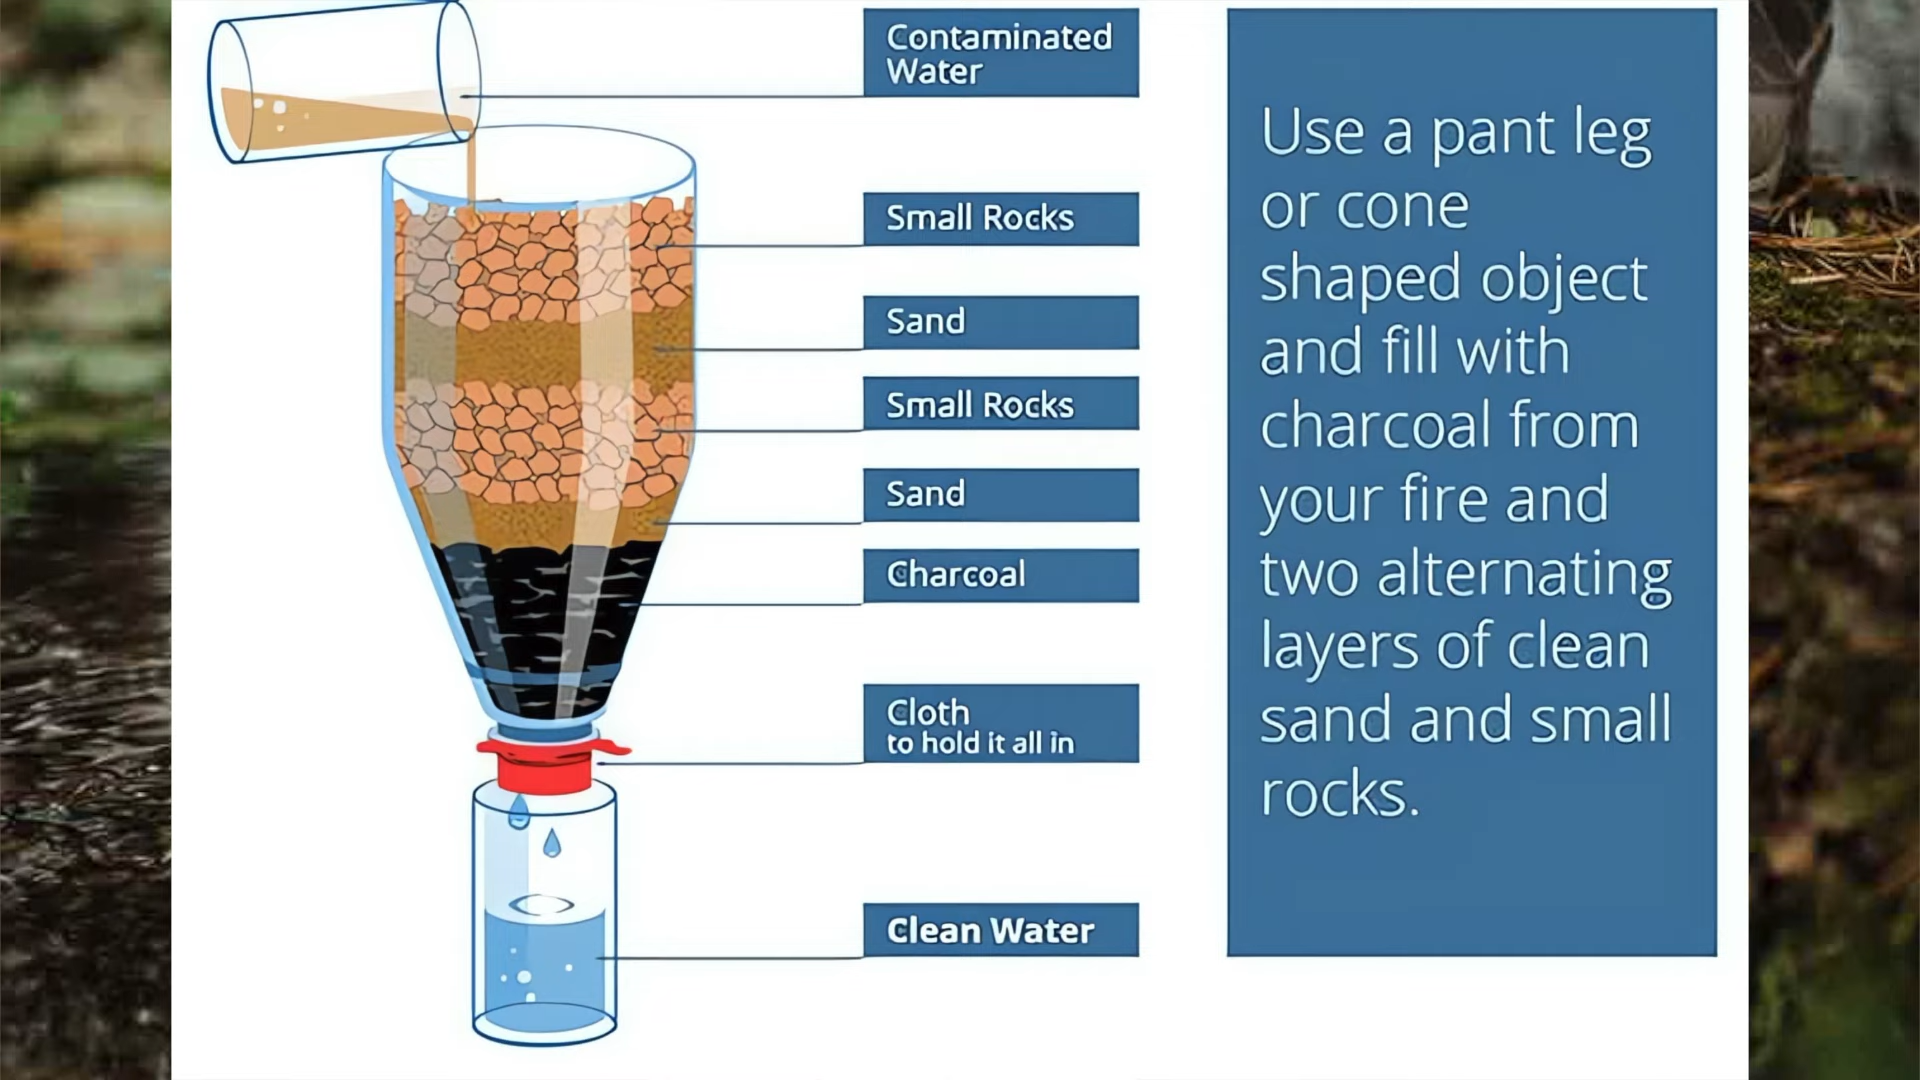 Contaminated
Water
Small Rocks
Sand
Small Rocks
Sand
Charcoal
Cloth
to hold it all in
Clean Water
Use a pant leg
or cone
shaped object
and fill with
charcoal from
your fire and
two alternating
layers of clean
sand and small
rocks.